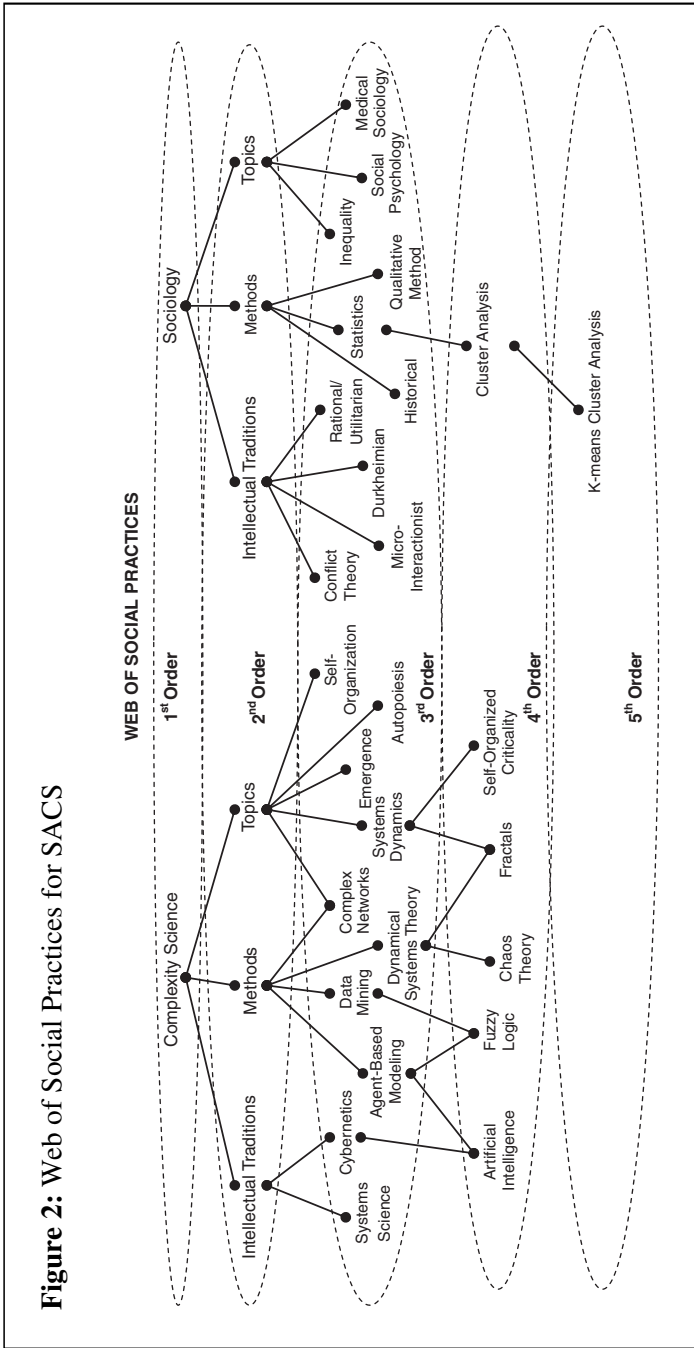 Figure 2: Web of Social Practices for SACS
WEB OF SOCIAL PRACTICES
Complexity Science
1st Order
Sociology
Intellectual Traditions
Methods
Topics
2nd Order
Intellectual Traditions
Methods
Topics
Systems
Science
Cybernetics
Agent-Based
Modeling
Data
Mining
Dynamical
Systems Theory
Complex
Networks
Systems
Dynamics
Emergence
Autopoiesis
Self-
Organization
3rd Order
Conflict
Theory
Micro-
Interactionist
Durkheimian
Rational/
Utilitarian
Historical
Statistics
Qualitative
Method
Inequality
Social
Psychology
Medical
Sociology
Artificial
Intelligence
Fuzzy
Logic
Chaos
Theory
Fractals
Self-Organized
Criticality
4th Order
Cluster Analysis
5th Order
K-means Cluster Analysis